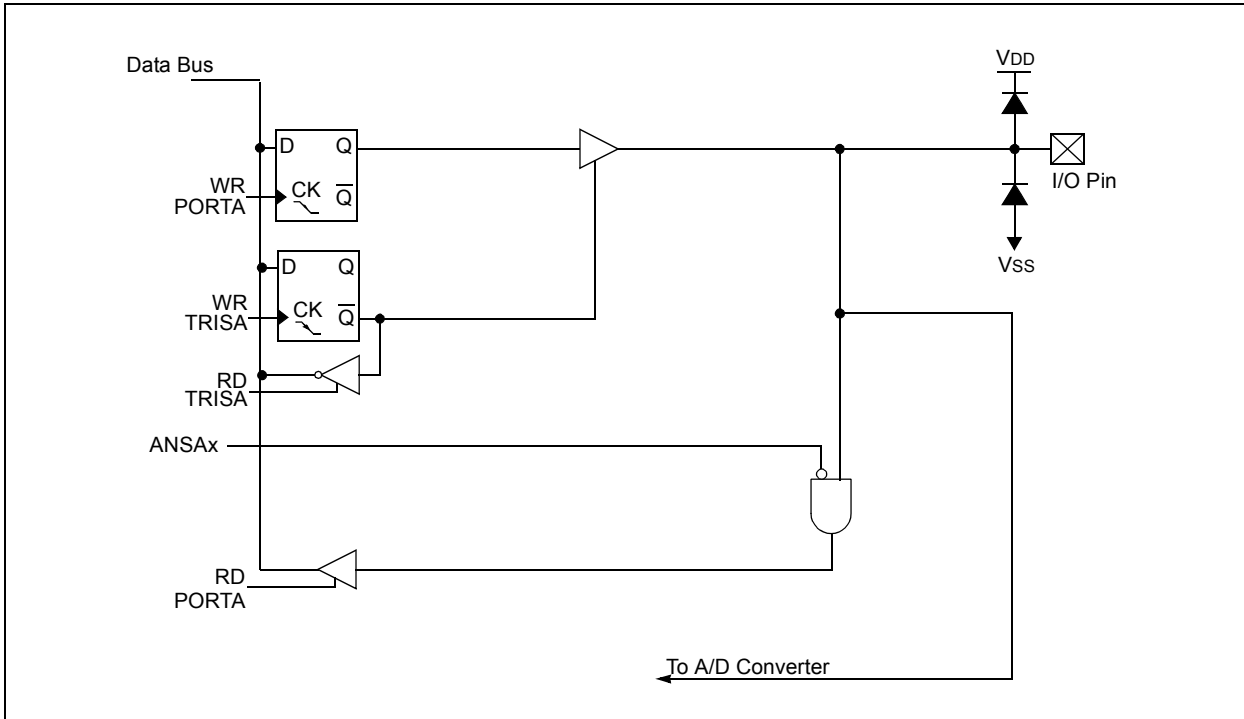 Data Bus
VDD
D Q
I/O Pin
WR
PORTA
CK Q
VSS
D Q
WR
TRISA
CK Q
RD
TRISA
ANSAx
RD
PORTA
To A/D Converter